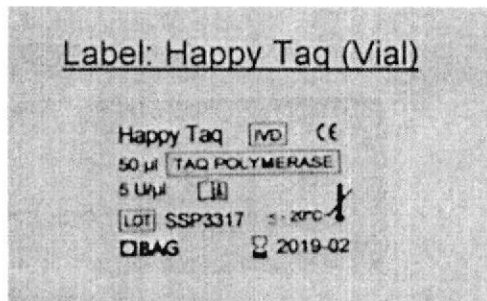 Label: Happy Taq (Vial)
Happy Taq IVD CE
50 µl TAQ POLYMERASE
5 U/µl
LOT SSP3317 ≤ - 20°C
BAG 2019-02